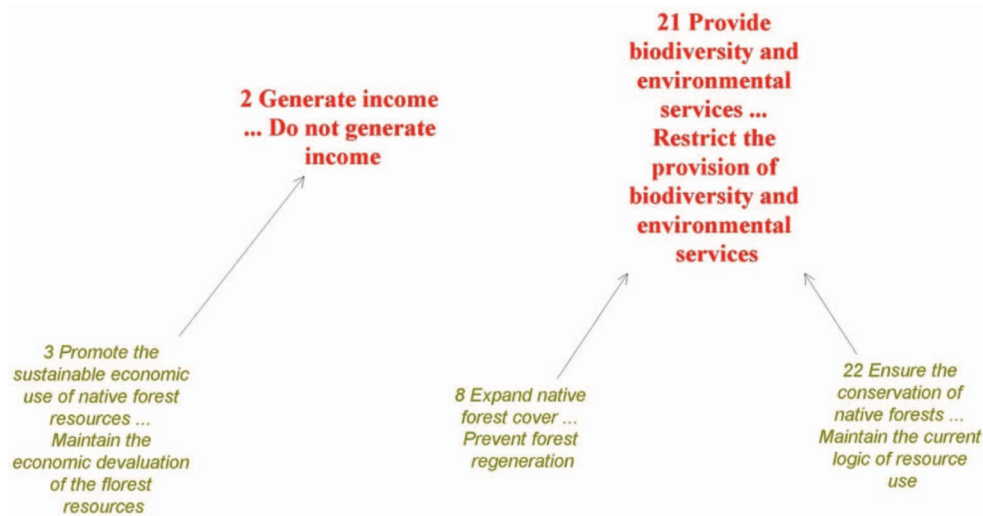 21 Provide
biodiversity and
environmental
services ...
Restrict the
provision of
biodiversity and
environmental
services
2 Generate income
... Do not generate
income
3 Promote the
sustainable economic
use of native forest
resources ...
Maintain the
economic devaluation
of the florest
resources
8 Expand native
forest cover ...
Prevent forest
regeneration
22 Ensure the
conservation of
native forests ...
Maintain the current
logic of resource
use